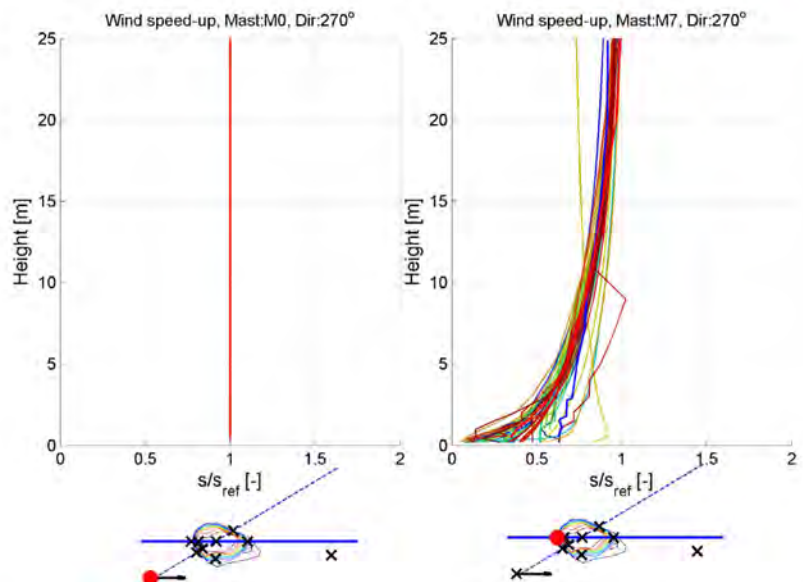 Wind speed-up, Mast:M0, Dir:270°
25
20
15
10
5
0
Height [m]
0 0.5 1 1.5 2
s/s_ref [-]
Wind speed-up, Mast:M7, Dir:270°
25
20
15
10
5
0
Height [m]
0 0.5 1 1.5 2
s/s_ref [-]